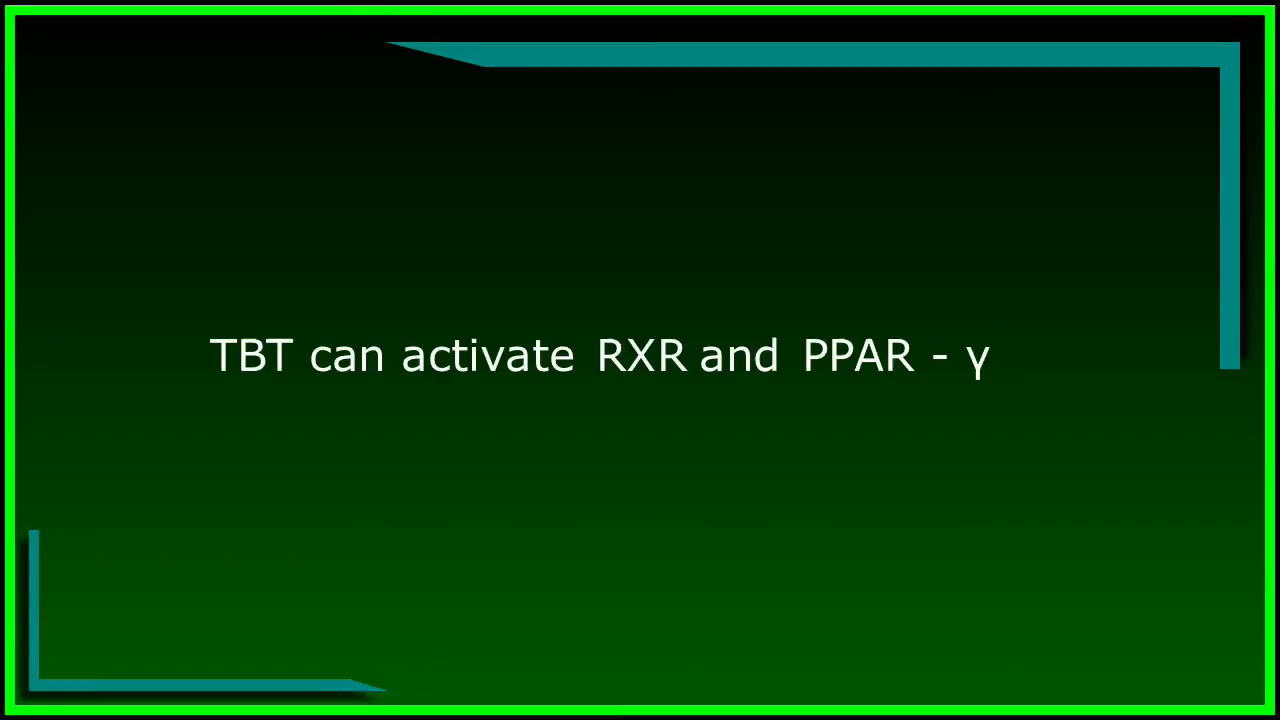 TBT can activate RXR and PPAR - γ